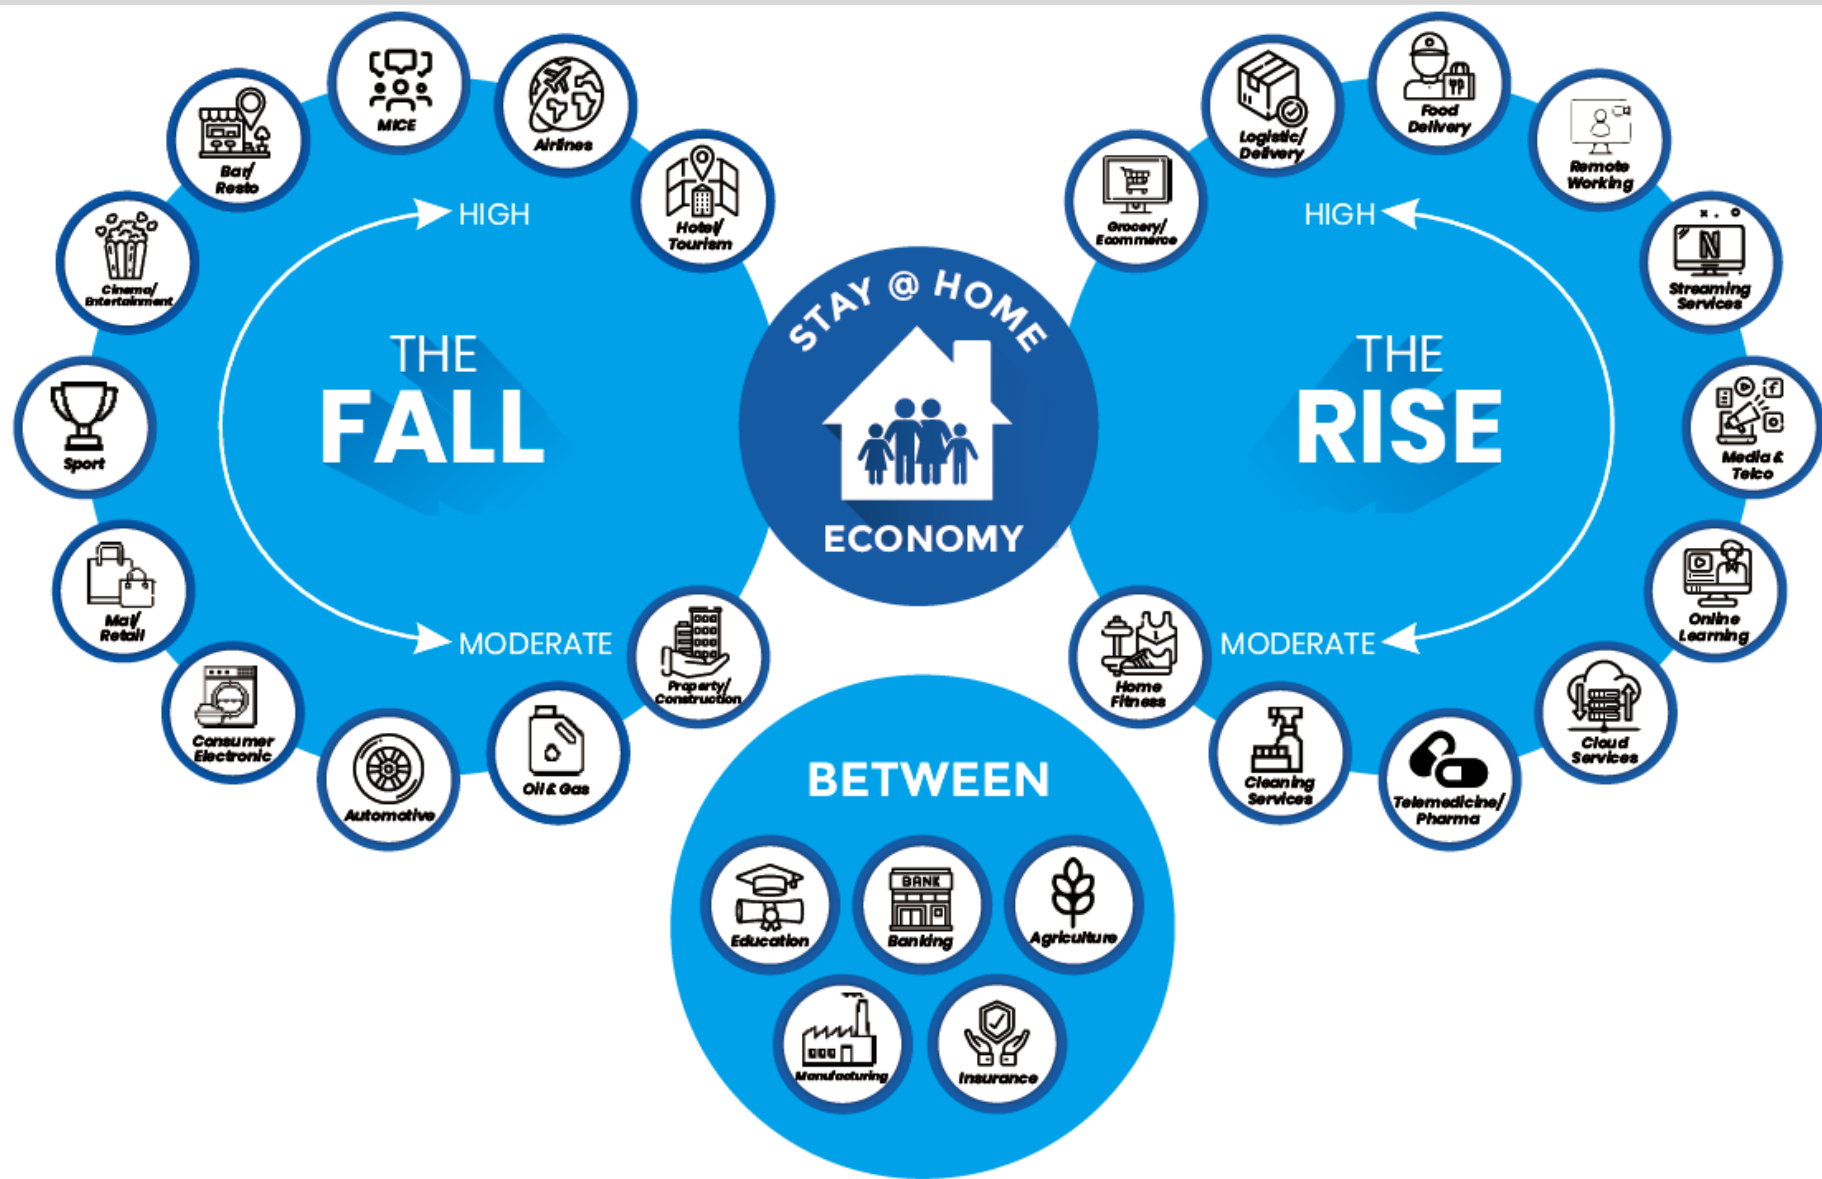 MICE
Airlines
Hotel/
Tourism
Bar/
Resto
Cinema/
Entertainment
Sport
Mall/
Retail
Consumer
Electronic
Automotive
Oil & Gas
Property/
Construction
HIGH
THE
FALL
MODERATE
STAY @ HOME
ECONOMY
Grocery/
Ecommerce
Logistic/
Delivery
Food
Delivery
Remote
Working
N
Streaming
Services
Media &
Telco
Online
Learning
Cloud
Services
Telemedicine/
Pharma
Cleaning
Services
Home
Fitness
HIGH
THE
RISE
MODERATE
BETWEEN
Education
BANK
Banking
Agriculture
Manufacturing
Insurance